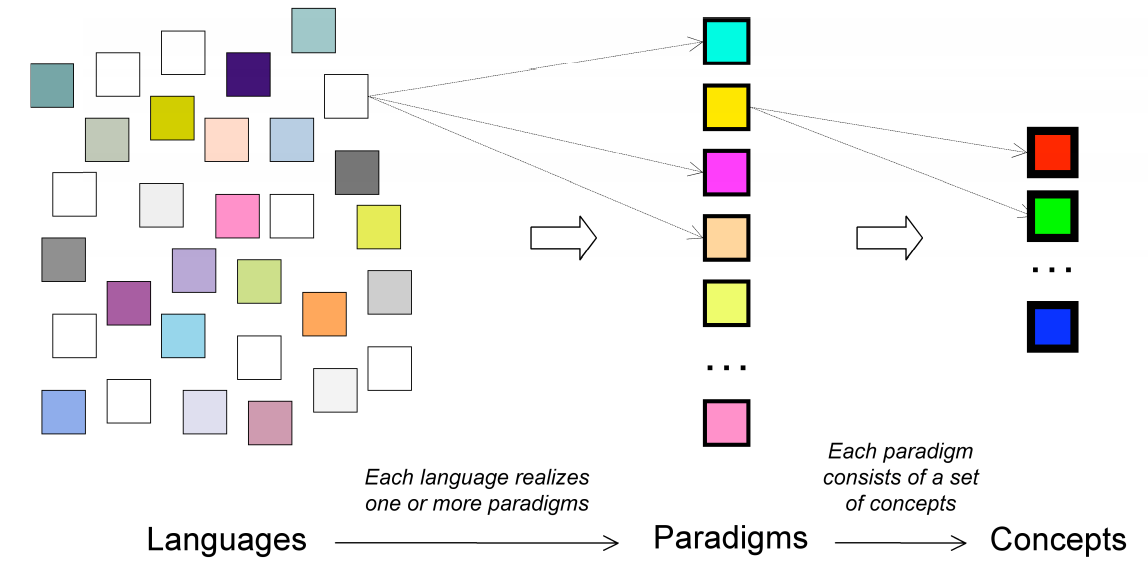 . . .
. . .
Each language realizes
one or more paradigms
Each paradigm
consists of a set
of concepts
Languages
Paradigms
Concepts